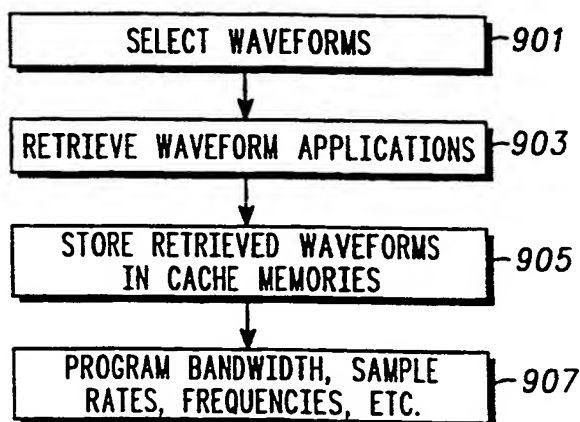 SELECT WAVEFORMS
901
RETRIEVE WAVEFORM APPLICATIONS
903
STORE RETRIEVED WAVEFORMS
IN CACHE MEMORIES
905
PROGRAM BANDWIDTH, SAMPLE
RATES, FREQUENCIES, ETC.
907